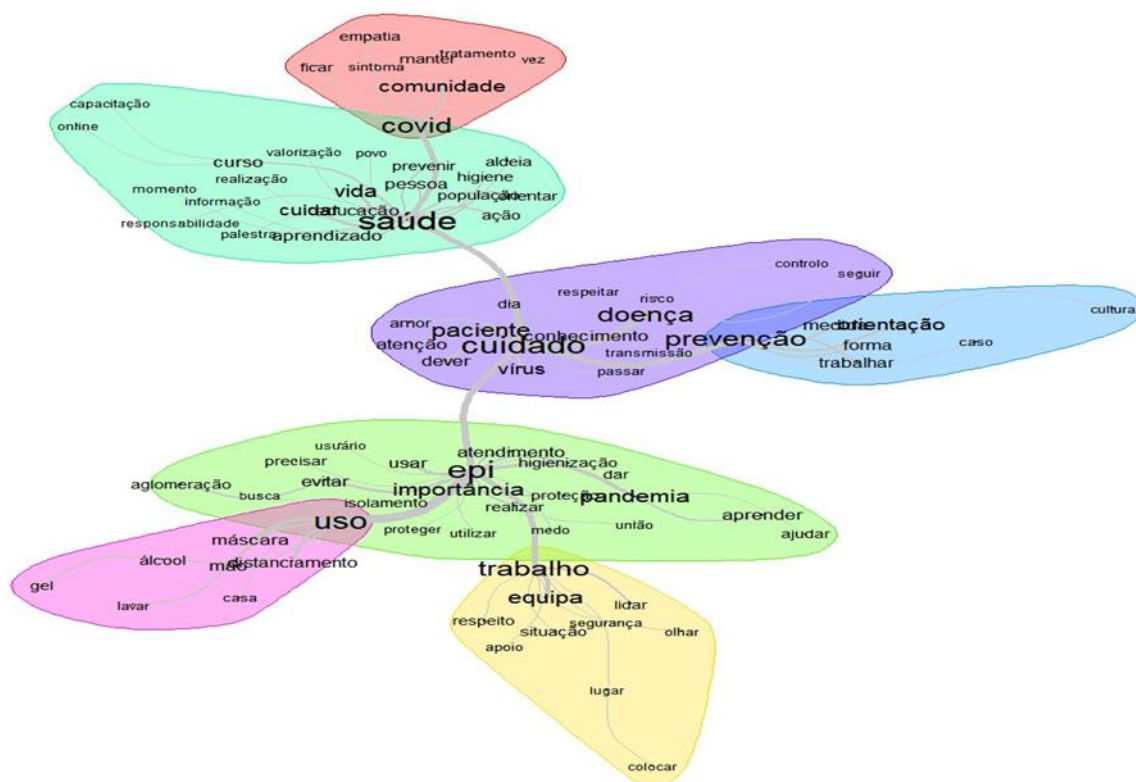 empatia
tratamento
manter
vez
ficar
sintoma
comunidade
covid
capacitação
online
valorização
povo
curso
prevenir
aldeia
realização
pessoa
higiene
momento
vida
população
orientar
informação
cuidar
educação
ação
responsabilidade
saúde
palestra
aprendizado
controlo
seguir
respeitar
risco
dia
doença
amor
paciente
conhecimento
prevenção
atenção
cuidado
transmissão
dever
vírus
passar
cultura
orientação
forma
caso
trabalhar
usuário
atendimento
precisar
usar
higienização
epi
dar
aglomeração
evitar
busca
importância
proteção
pandemia
isolamento
realizar
uso
proteger
utilizar
medo
união
aprender
ajudar
máscara
álcool
mão
distanciamento
gel
lavar
casa
trabalho
equipa
lidar
respeito
situação
segurança
olhar
apoio
lugar
colocar